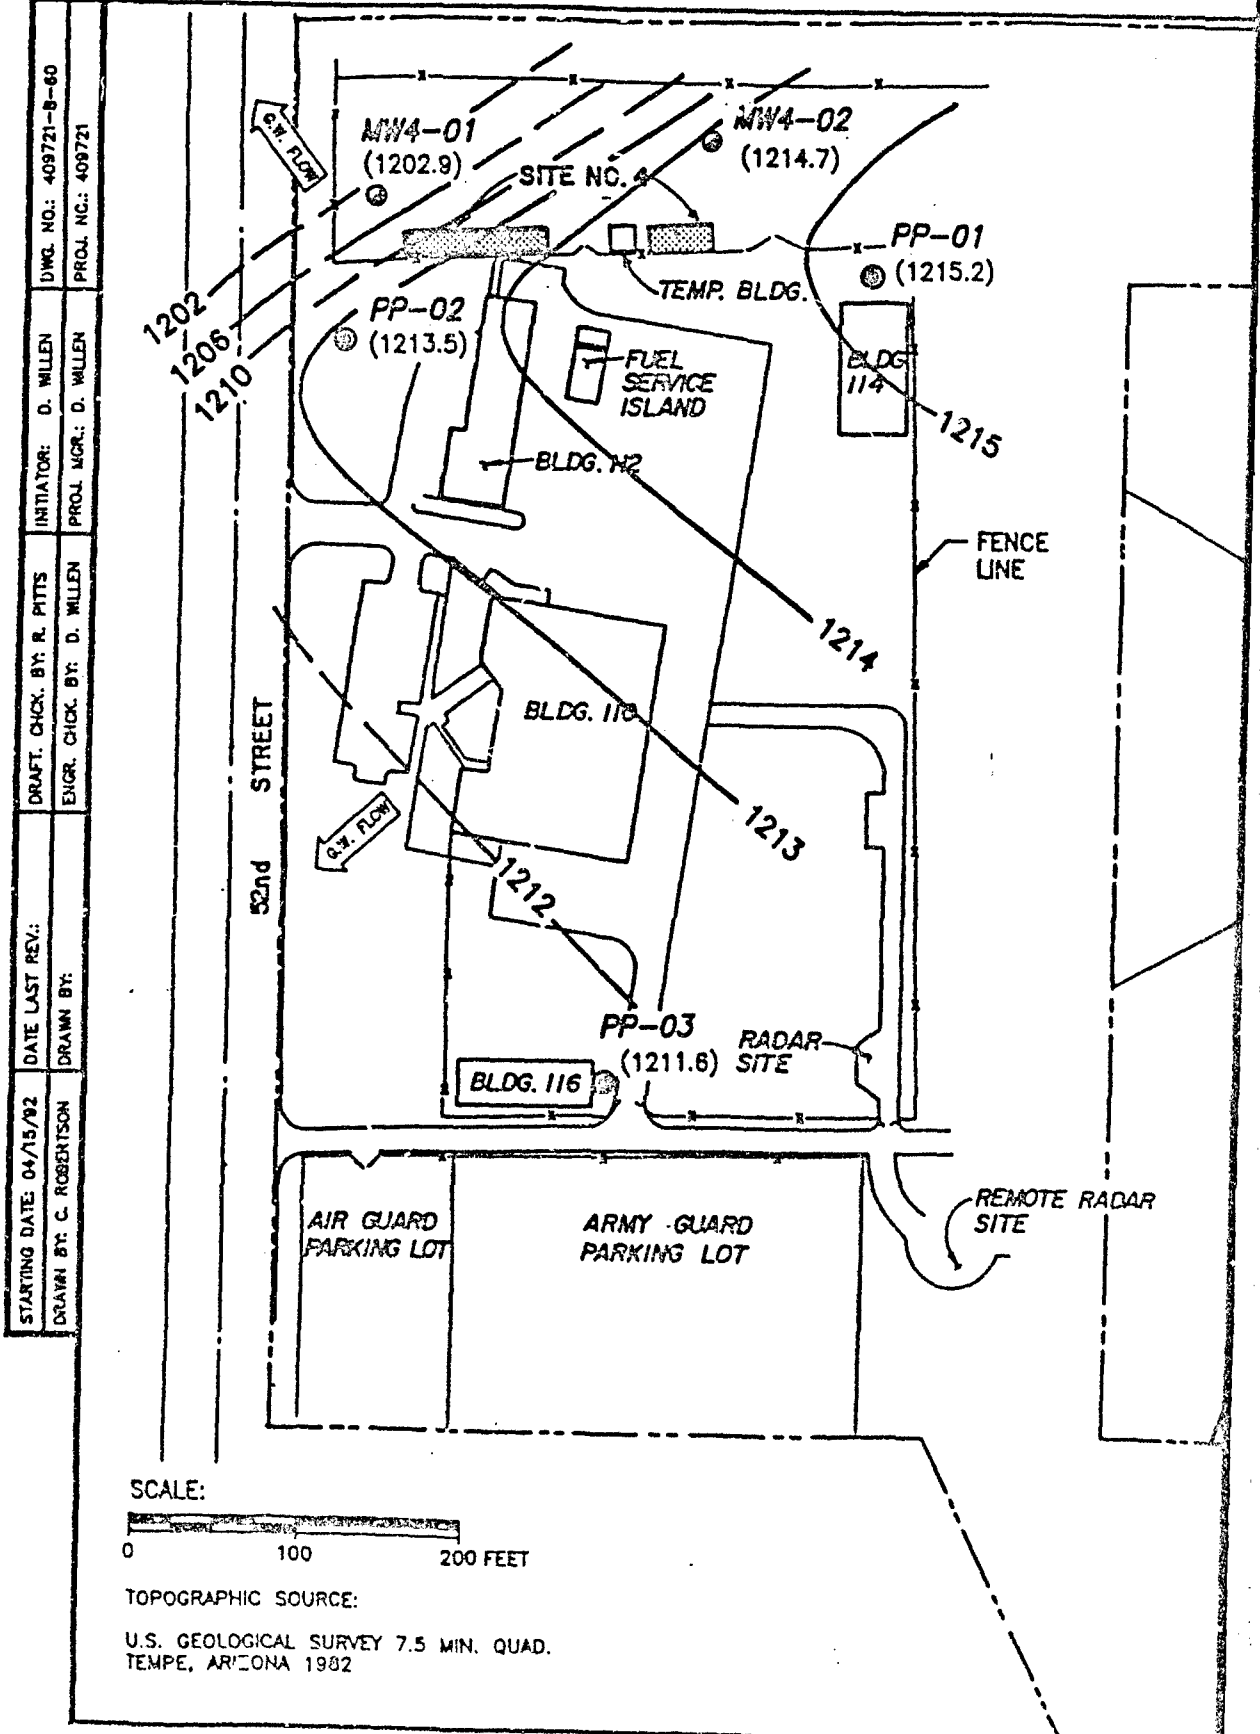 STARTING DATE: 04/15/92
DRAWN BY: C. ROBERTSON
DATE LAST REV.:
DRAWN BY:
DRAFT. CHCK. BY: R. PITTS
ENGR. CHCK. BY: D. WILLEN
INITIATOR: D. WILLEN
PROJ. MGR.: D. WILLEN
DWG. NO.: 409721-B-60
PROJ. NO.: 409721
G.W. FLOW
MW4-01
(1202.9)
MW4-02
(1214.7)
SITE NO. 4
PP-01
(1215.2)
TEMP. BLDG.
1202
1206
1210
PP-02
(1213.5)
FUEL
SERVICE
ISLAND
BLDG
114
1215
BLDG. 112
FENCE
LINE
1214
BLDG. 110
52nd STREET
G.W. FLOW
1213
1212
PP-03
(1211.6)
RADAR
SITE
BLDG. 116
AIR GUARD
PARKING LOT
ARMY GUARD
PARKING LOT
REMOTE RADAR
SITE
SCALE:
0 100 200 FEET
TOPOGRAPHIC SOURCE:
U.S. GEOLOGICAL SURVEY 7.5 MIN. QUAD.
TEMPE, ARIZONA 1982